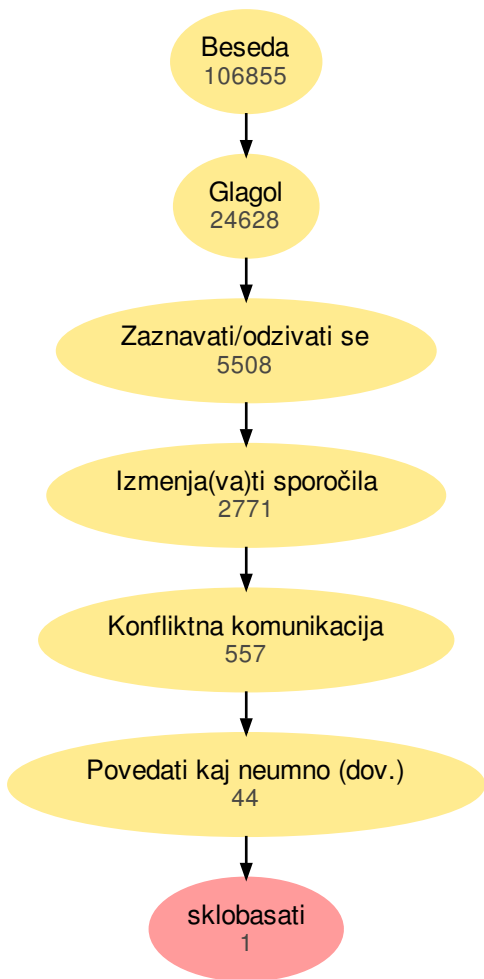 Beseda
106855
Glagol
24628
Zaznavati/odzivati se
5508
Izmenja(va)ti sporočila
2771
Konfliktna komunikacija
557
Povedati kaj neumno (dov.)
44
sklobasati
1